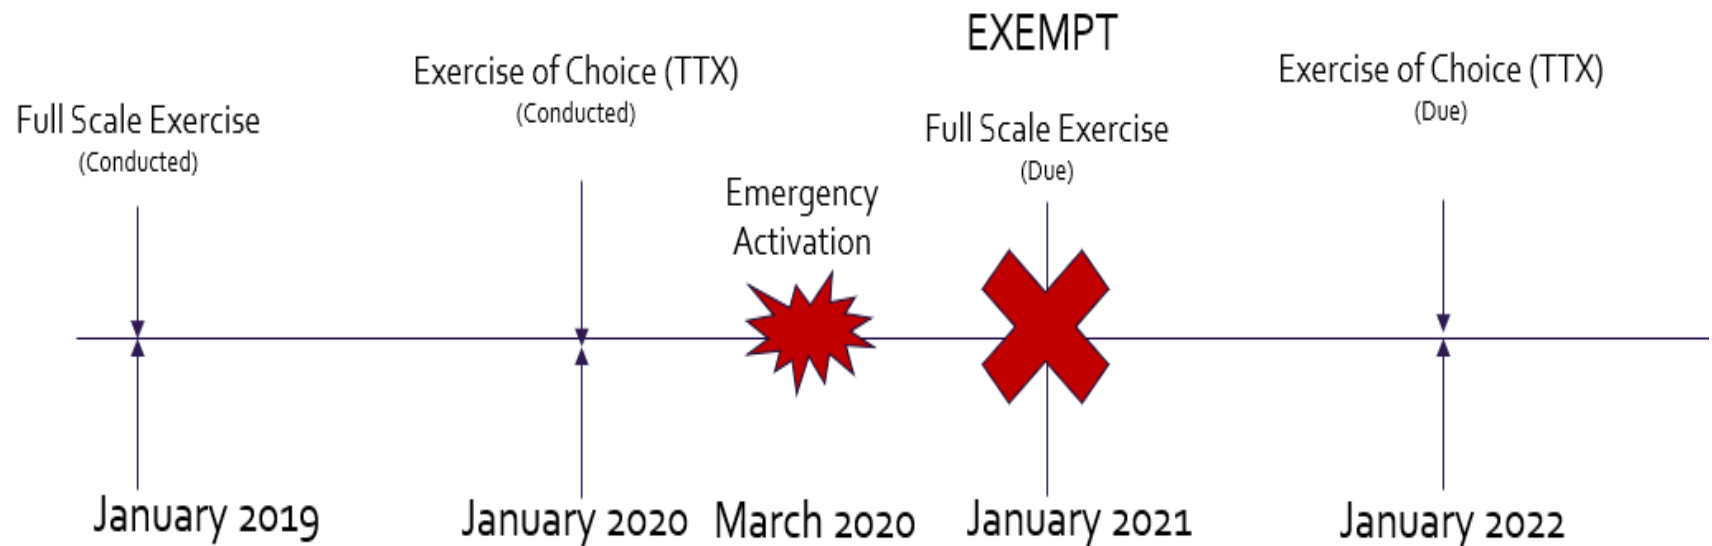 EXEMPT
Full Scale Exercise
(Conducted)
Exercise of Choice (TTX)
(Conducted)
Emergency
Activation
Full Scale Exercise
(Due)
Exercise of Choice (TTX)
(Due)
January 2019
January 2020
March 2020
January 2021
January 2022